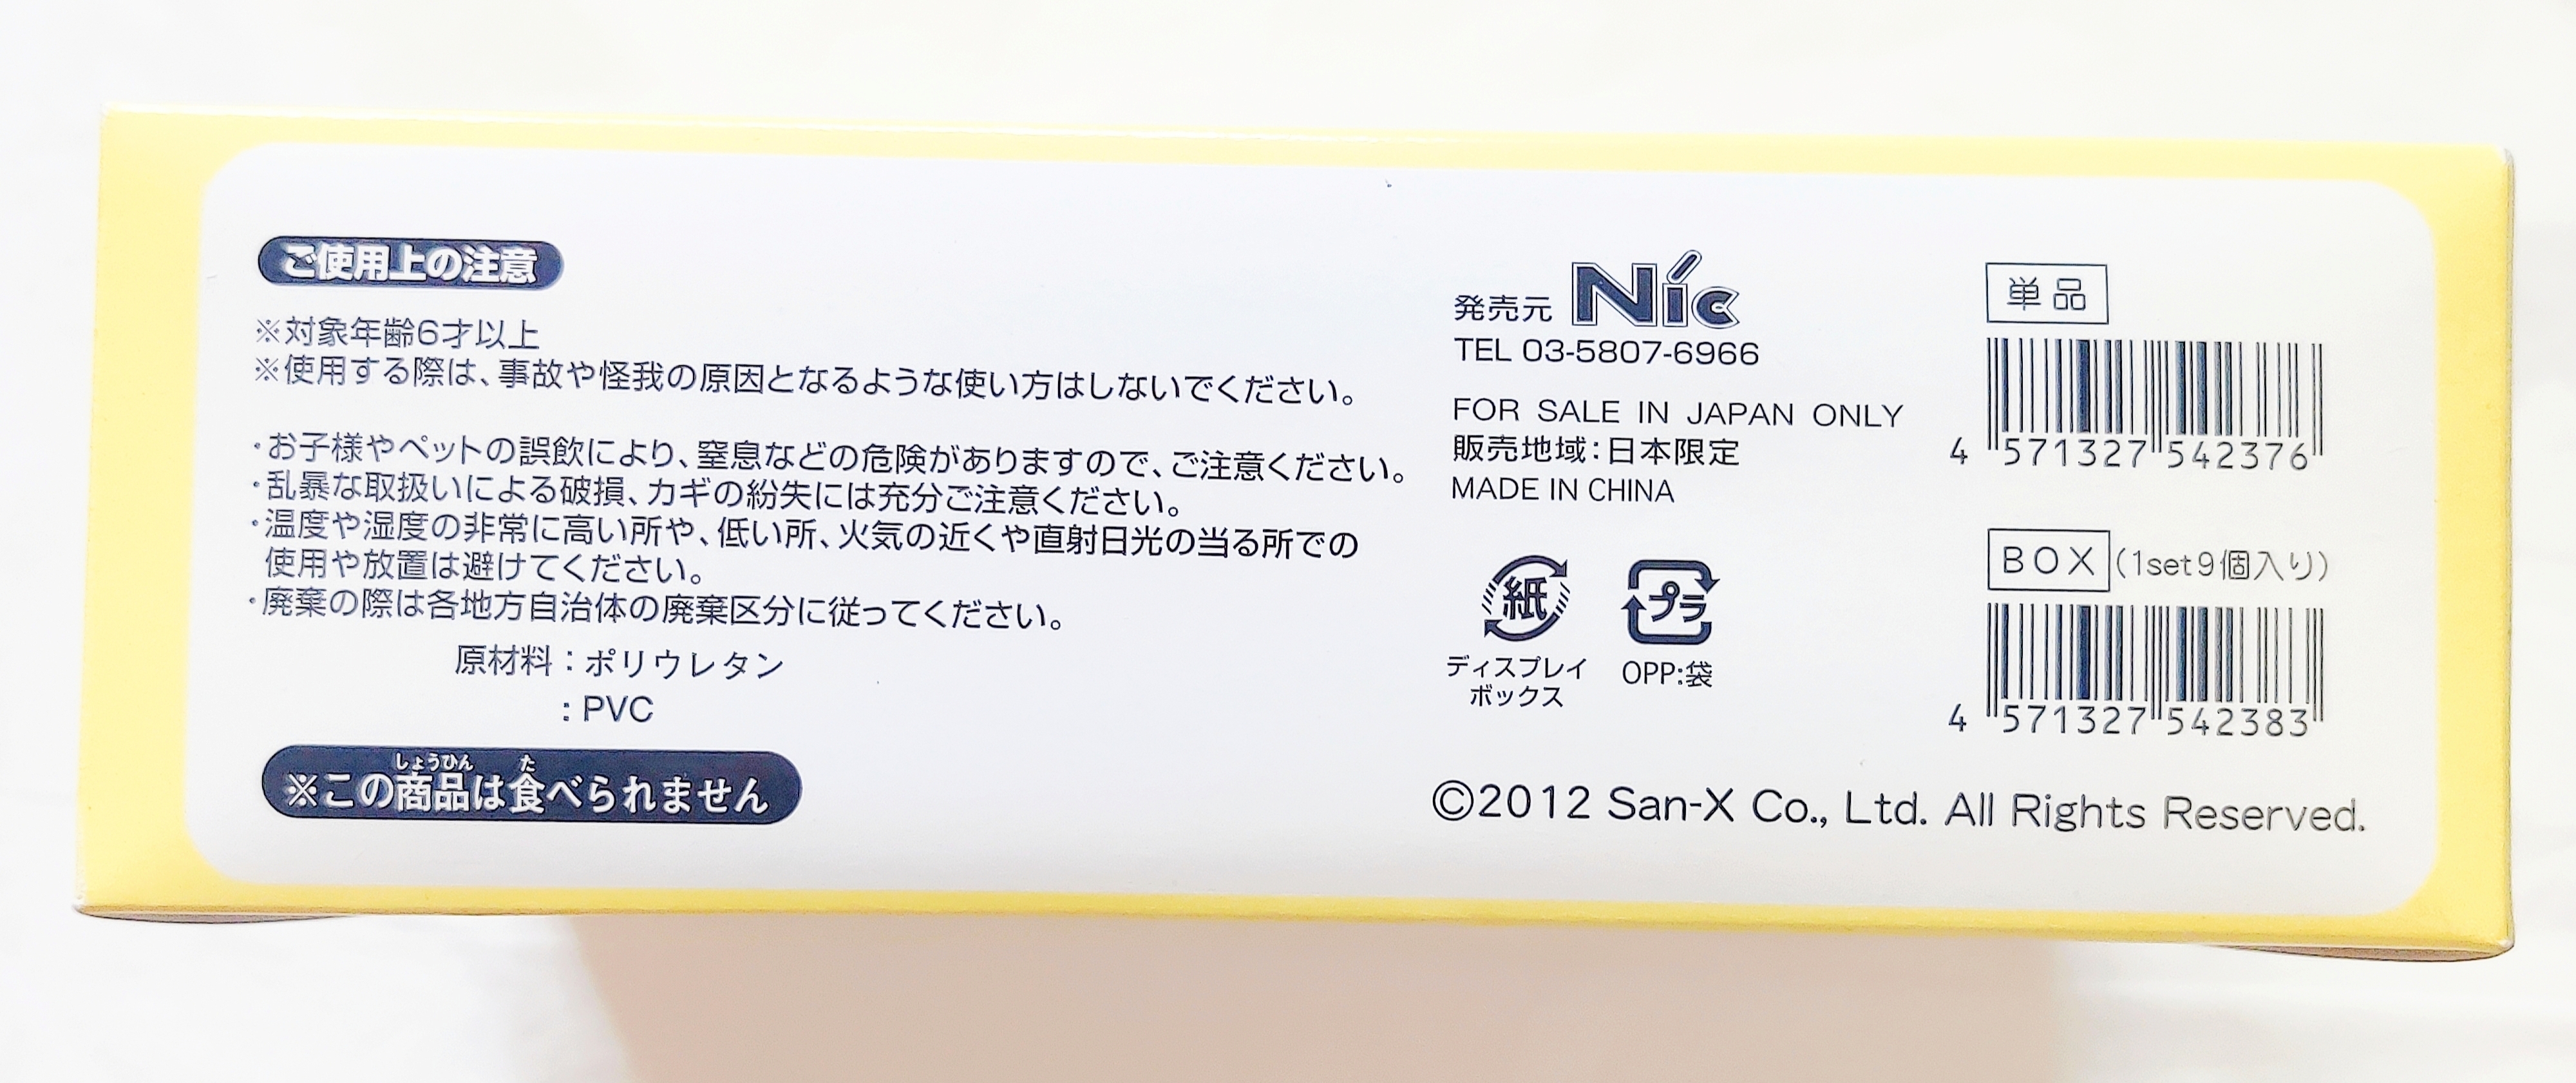 ご使用上の注意
※対象年齢6才以上
※使用する際は、事故や怪我の原因となるような使い方はしないでください。
・お子様やペットの誤飲により、窒息などの危険がありますので、ご注意ください。
・乱暴な取扱いによる破損、カギの紛失には充分ご注意ください。
・温度や湿度の非常に高い所や、低い所、火気の近くや直射日光の当る所での
使用や放置は避けてください。
・廃棄の際は各地方自治体の廃棄区分に従ってください。
原材料：ポリウレタン
：PVC
しょうひん た
※この商品は食べられません
発売元 Nic
TEL 03-5807-6966
FOR SALE IN JAPAN ONLY
販売地域：日本限定
MADE IN CHINA
紙
ディスプレイ
ボックス
プラ
OPP:袋
単品
4 571327 542376
BOX (1set9個入り)
4 571327 542383
©2012 San-X Co., Ltd. All Rights Reserved.